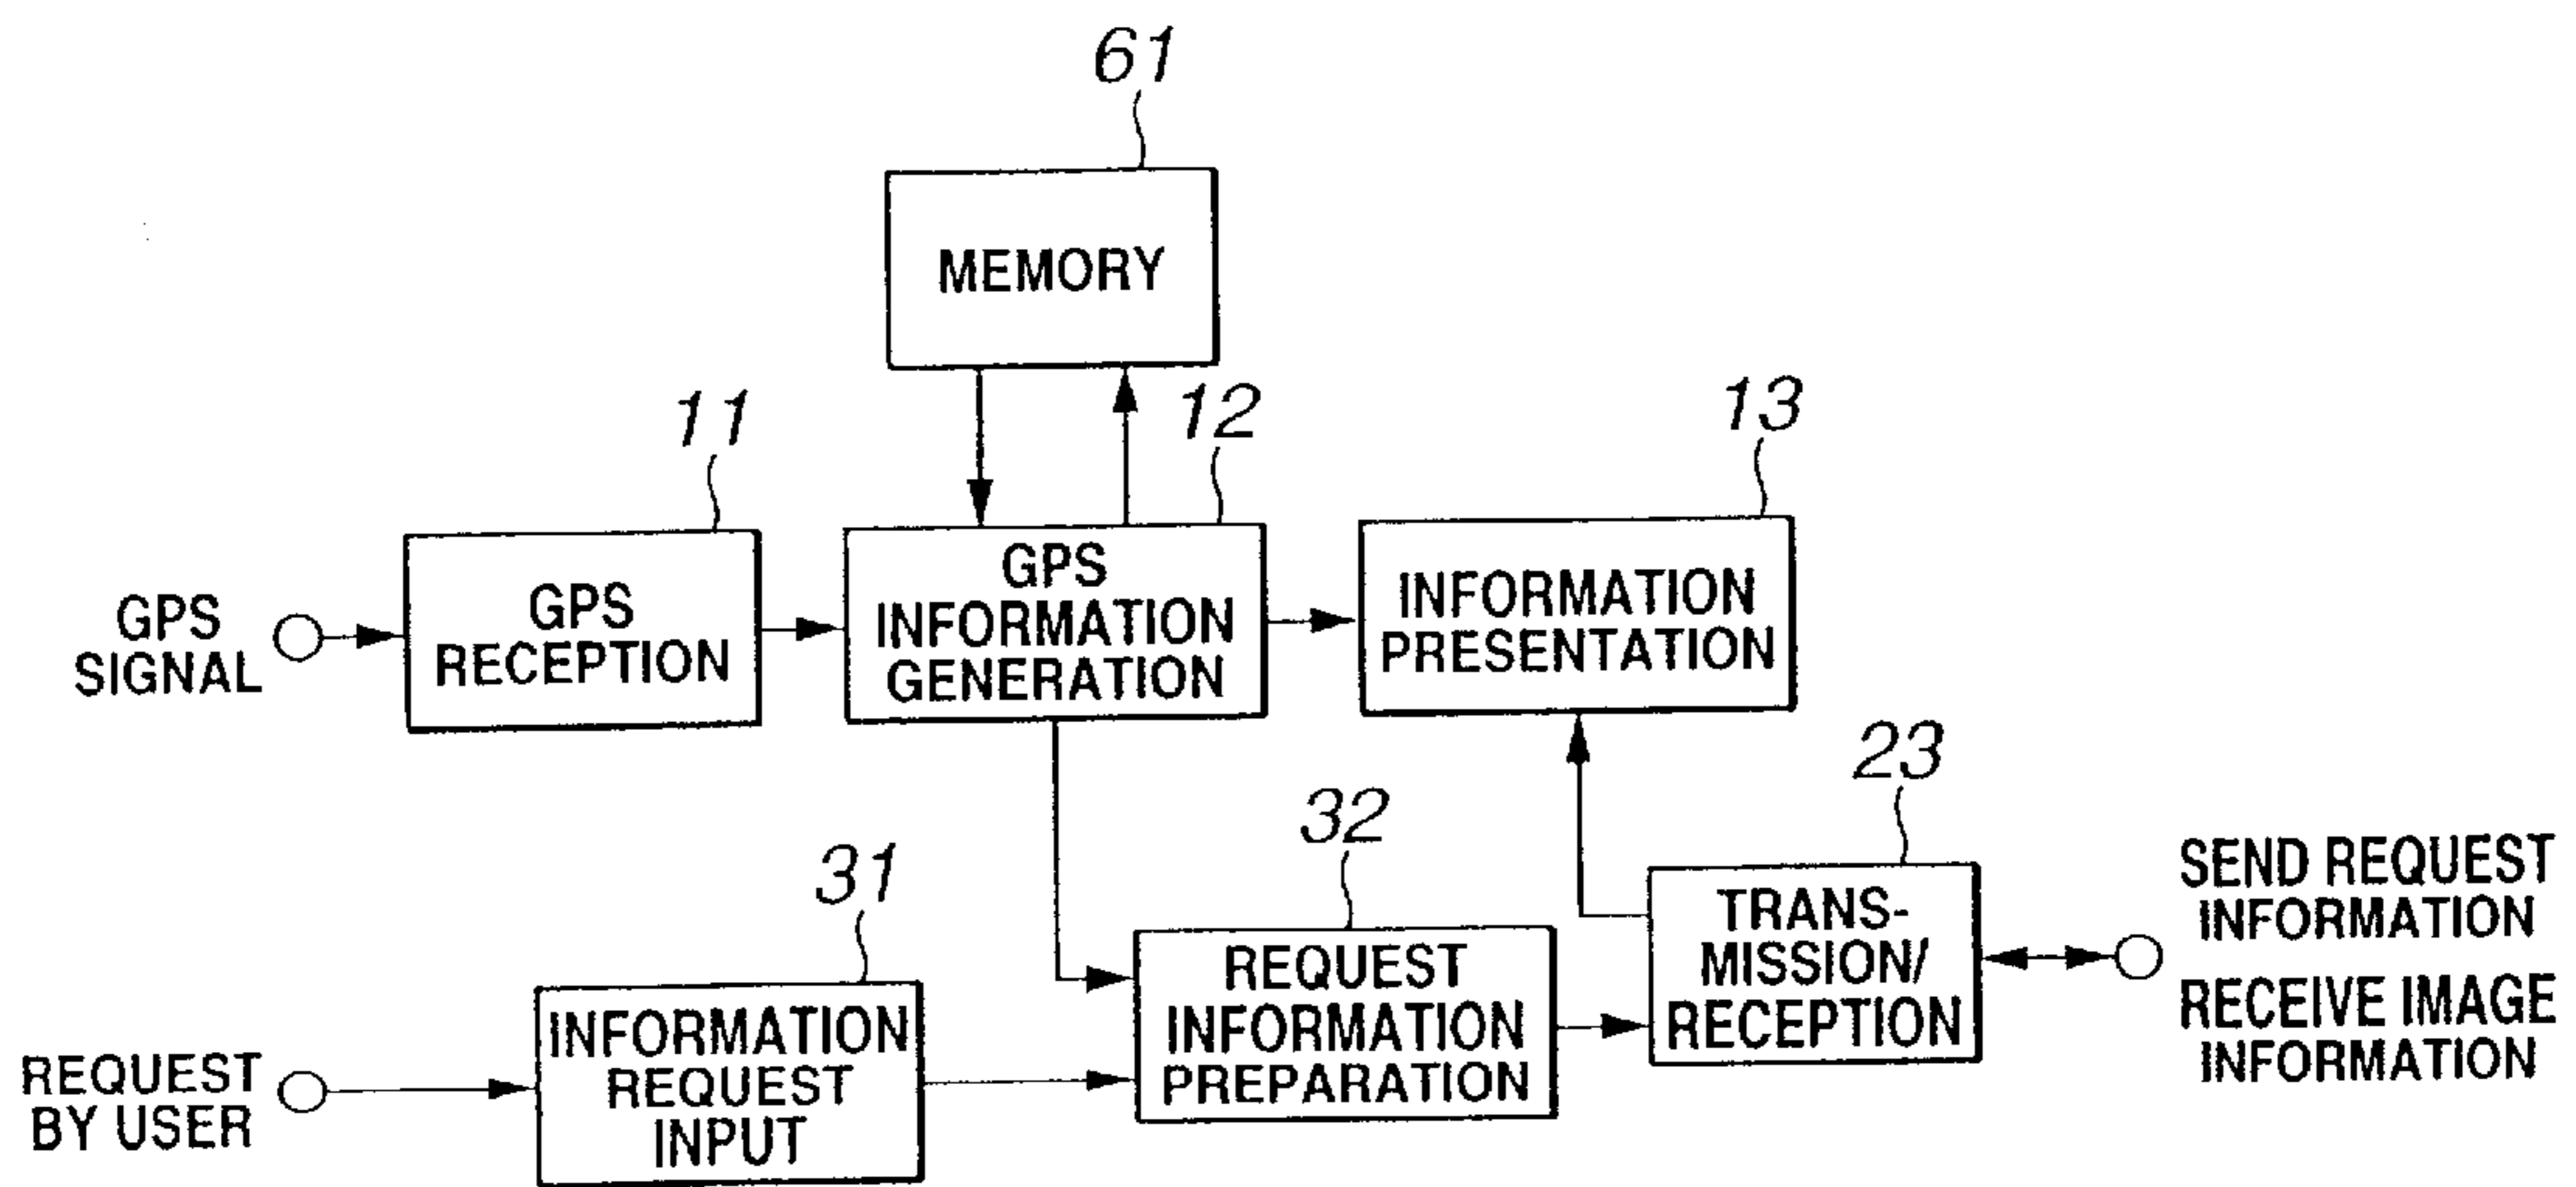 61
MEMORY
11
12
13
GPS
SIGNAL
GPS
RECEPTION
GPS
INFORMATION
GENERATION
INFORMATION
PRESENTATION
31
32
23
REQUEST
BY USER
INFORMATION
REQUEST
INPUT
REQUEST
INFORMATION
PREPARATION
TRANS-
MISSION/
RECEPTION
SEND REQUEST
INFORMATION
RECEIVE IMAGE
INFORMATION